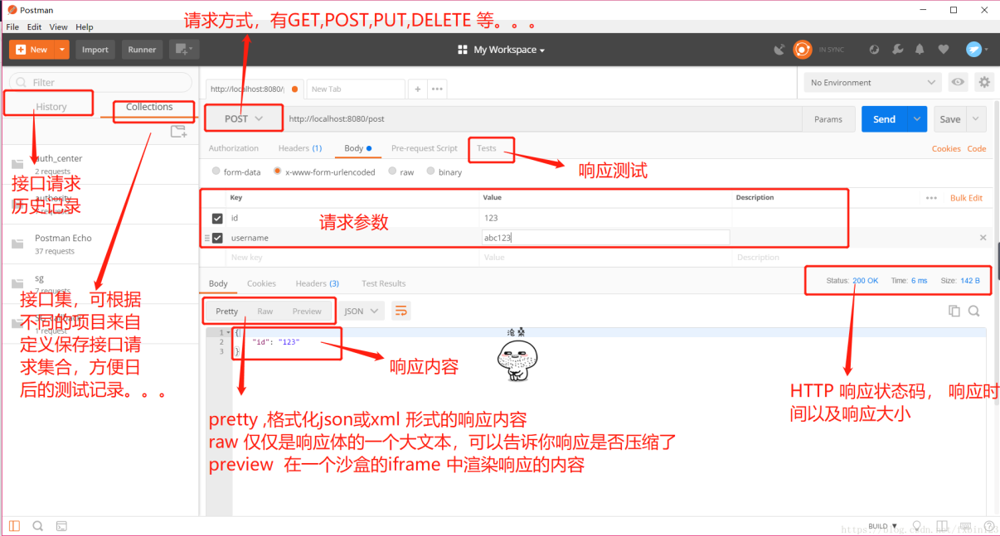 Postman
请求方式，有GET,POST,PUT,DELETE 等。。。
File Edit View Help
New Import Runner
My Workspace
IN SYNC
Filter
http://localhost:8080/ New Tab
No Environment
History Collections
POST http://localhost:8080/post Params Send Save
Authorization Headers (1) Body Pre-request Script Tests Cookies Code
响应测试
form-data x-www-form-urlencoded raw binary
auth_center
2 requests
接口请求
历史记录
authority
requests
Postman Echo
37 requests
sg
7 requests
1 request
接口集，可根据
不同的项目来自
定义保存接口请
求集合，方便日
后的测试记录。。。
Key Value Description Bulk Edit
id 123
请求参数
username abc123
New key Value Description
Body Cookies Headers (3) Test Results
Status: 200 OK Time: 6 ms Size: 142 B
Pretty Raw Preview JSON
1 {
2 "id": "123"
3 }
沧桑
响应内容
HTTP 响应状态码， 响应时
间以及响应大小
pretty ,格式化json或xml 形式的响应内容
raw 仅仅是响应体的一个大文本，可以告诉你响应是否压缩了
preview 在一个沙盒的iframe 中渲染响应的内容
BUILD